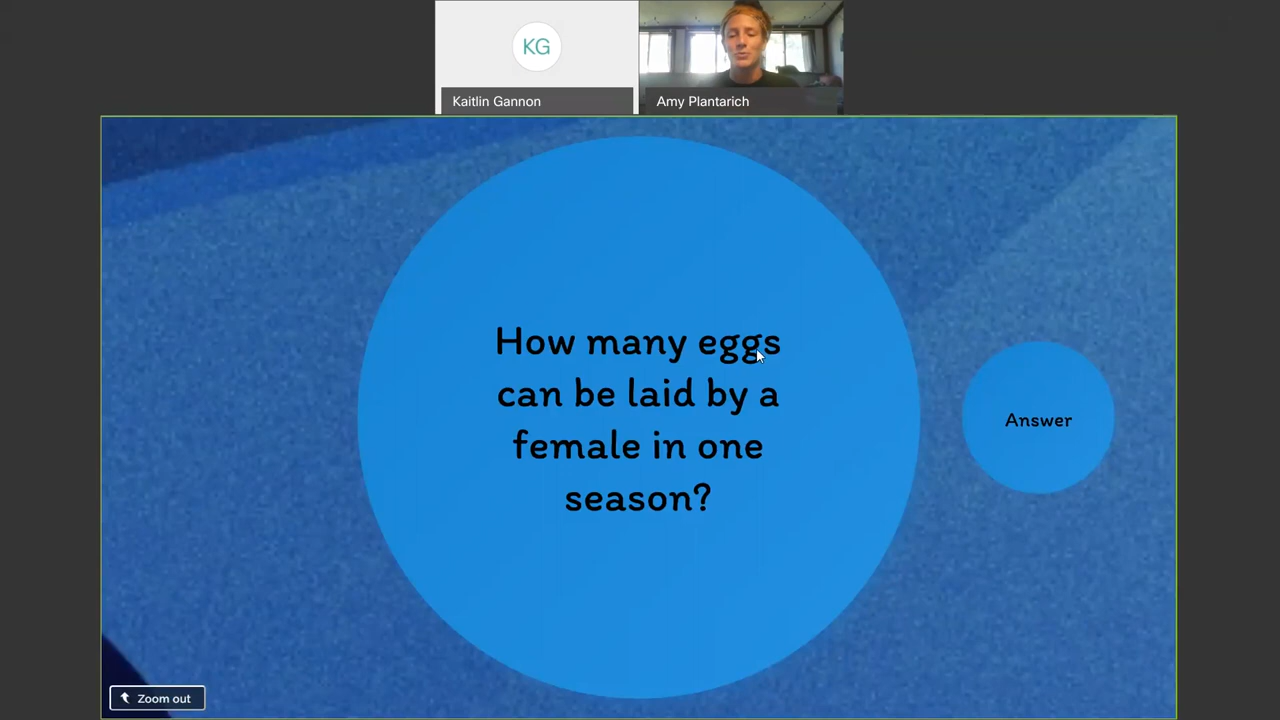 KG
Kaitlin Gannon
Amy Plantarich
How many eggs
can be laid by a
female in one
season?
Answer
Zoom out